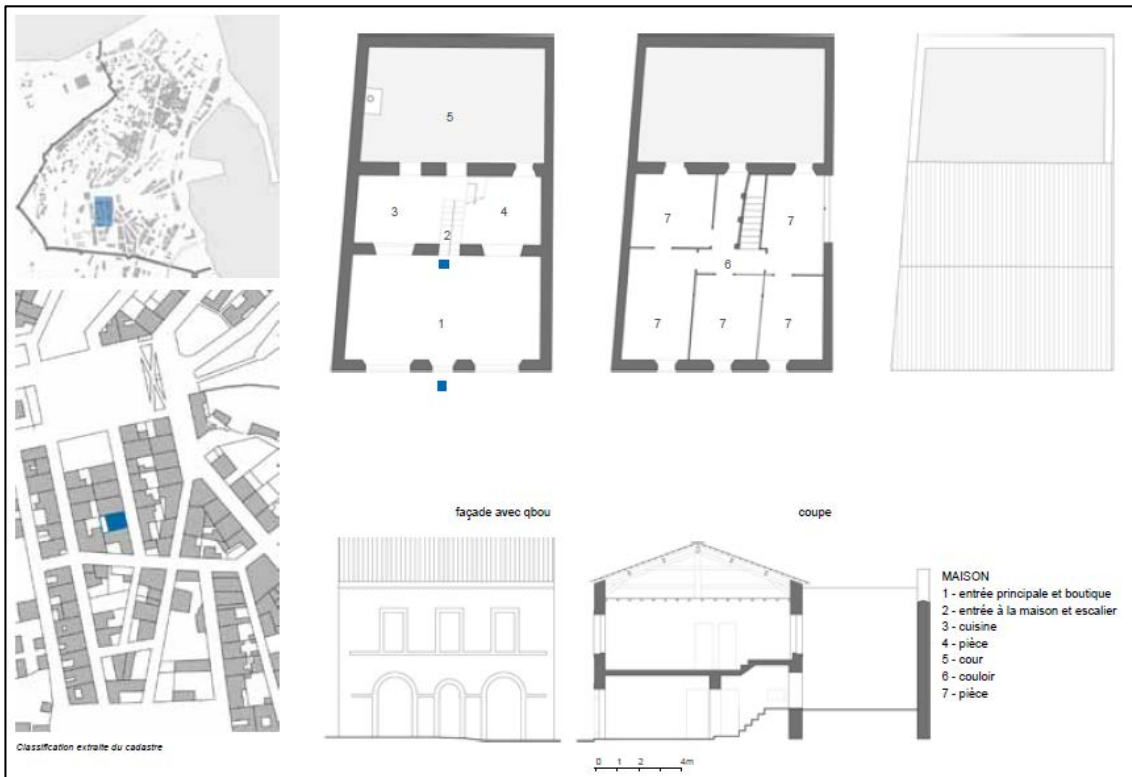 5
3
4
2
1
7
7
6
7
7
7
façade avec qbou
coupe
MAISON
1 - entrée principale et boutique
2 - entrée à la maison et escalier
3 - cuisine
4 - pièce
5 - cour
6 - couloir
7 - pièce
0 1 2 4m
Classification extraite du cadastre